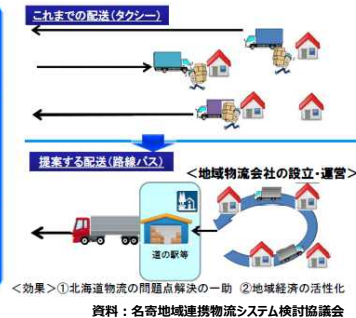 これまでの配送(タクシー)
提案する配送(路線バス)
<地域物流会社の設立・運営>
道の駅等
<効果>①北海道物流の問題点解決の一助 ②地域経済の活性化
資料:名寄地域連携物流システム検討協議会